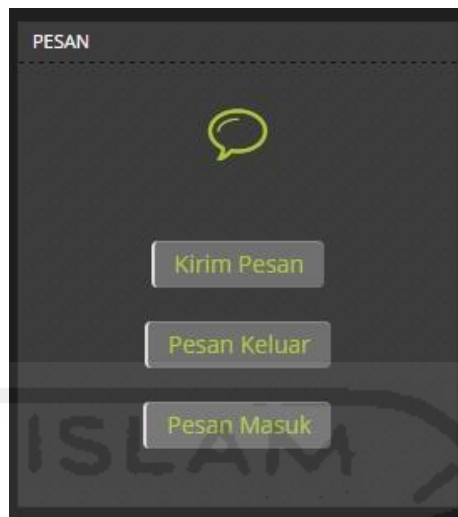 PESAN
Kirim Pesan
Pesan Keluar
Pesan Masuk
ISLAM